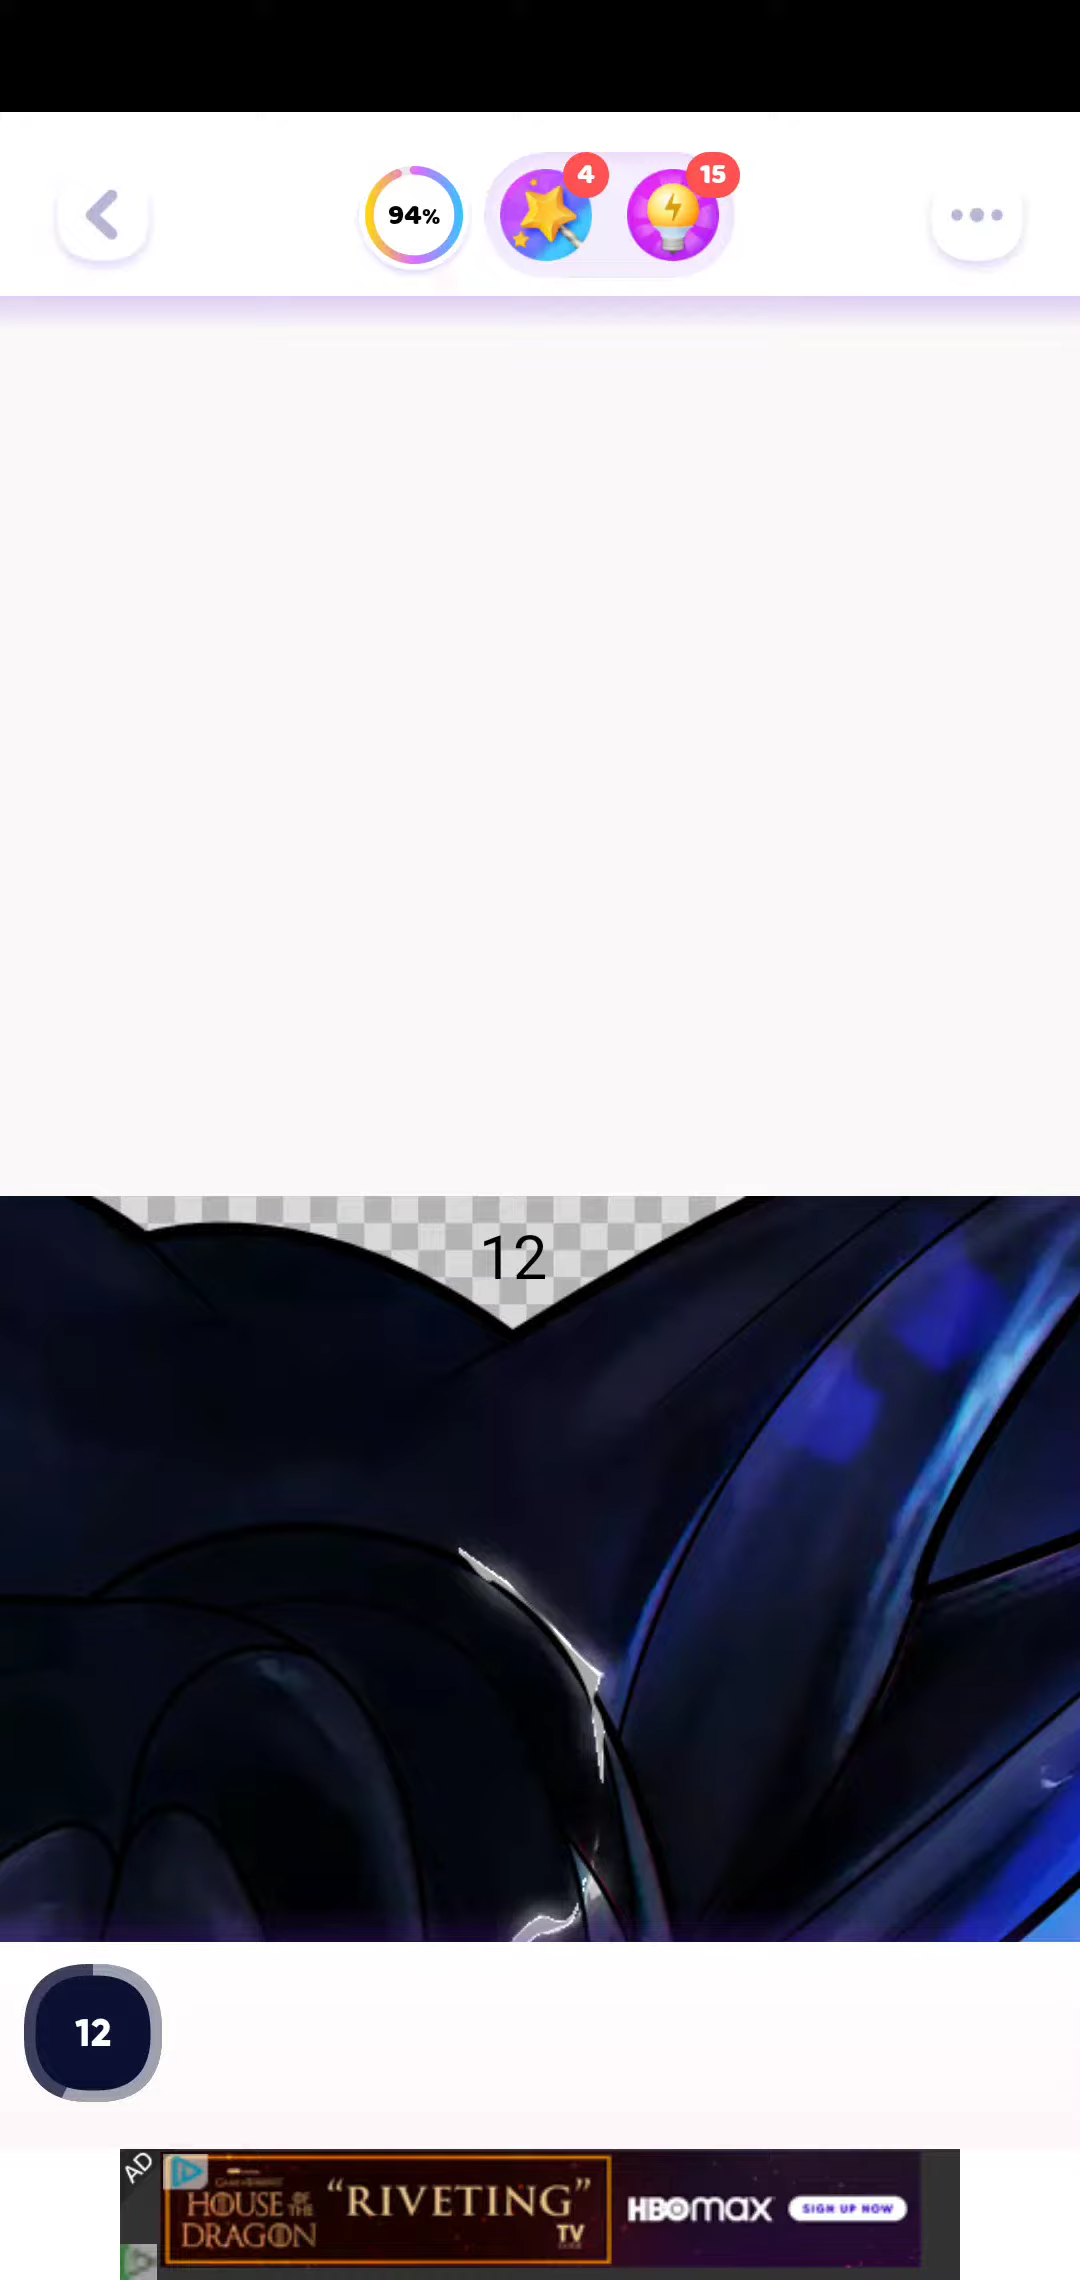 94%
4
15
12
12
AD
HOUSE OF THE
DRAGON
"RIVETING"
TV
HBOmax
SIGN UP NOW